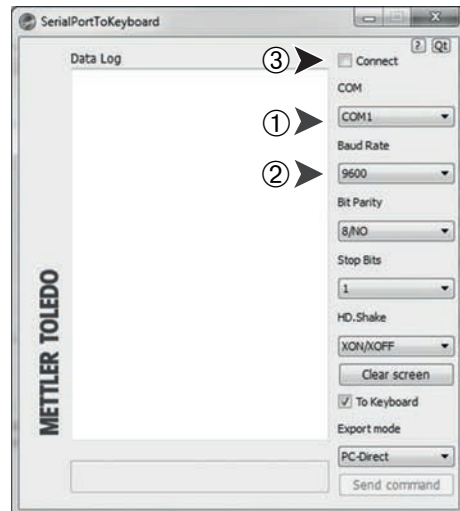 SerialPortToKeyboard
? Qt
Data Log
③
Connect
COM
①
COM1
Baud Rate
②
9600
Bit Parity
8/NO
Stop Bits
1
HD.Shake
XON/XOFF
Clear screen
To Keyboard
Export mode
PC-Direct
Send command
METTLER TOLEDO